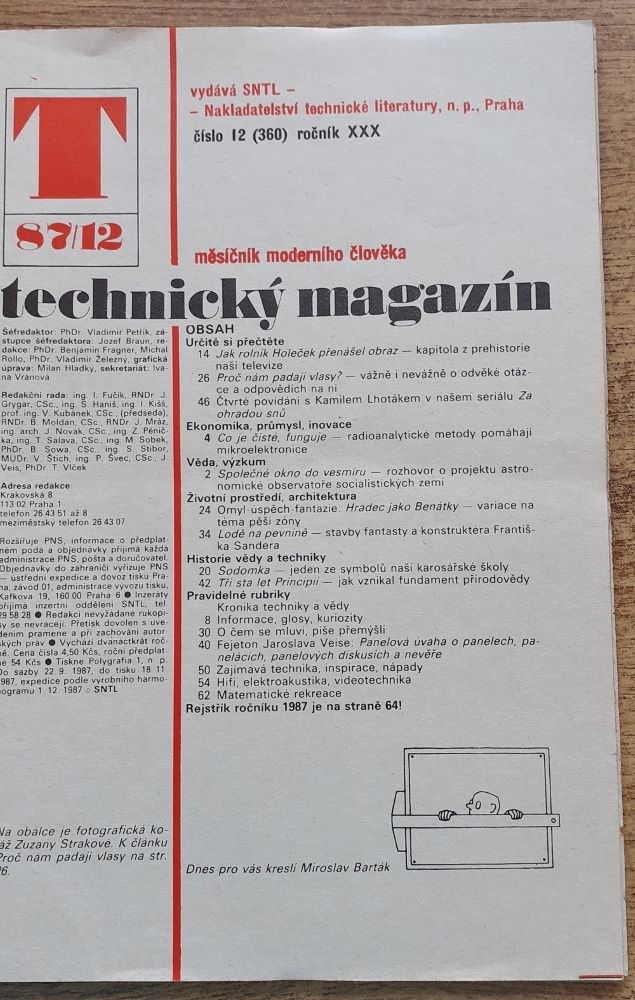 vydává SNTL –
– Nakladatelství technické literatury, n. p., Praha
číslo 12 (360) ročník XXX
T
87/12
měsíčník moderního člověka
technický magazín
Šéfredaktor: PhDr. Vladimír Petřík, zá-
stupce šéfredaktora: Jozef Braun, re-
dakce: PhDr. Benjamin Fragner, Michal
Rollo, PhDr. Vladimír Železný, grafická
úprava: Milan Hladký, sekretariát: Iva-
na Vránová
Redakční rada: ing. I. Fučík, RNDr. J.
Grygar, CSc., ing. S. Haniš, ing. I. Kišš,
prof. ing. V. Kubánek, CSc., (předseda),
RNDr. B. Moldan, CSc., RNDr. J. Mráz,
ing. arch. J. Novák, CSc., ing. Z. Pěnič-
ka, ing. T. Salava, CSc., ing. M. Sobek,
PhDr. B. Sowa, CSc., ing. S. Stibor,
MUDr. V. Štich, ing. P. Švec, CSc., J.
Veis, PhDr. T. Vlček
Adresa redakce:
Krakovská 8
113 02 Praha 1
telefon 26 43 51 až 8
meziměstský telefon 26 43 07
Rozšiřuje PNS, informace o předplat-
ném podá a objednávky přijímá každá
administrace PNS, pošta a doručovatel.
Objednávky do zahraničí vyřizuje PNS
— ústřední expedice a dovoz tisku Pra-
ha, závod 01, administrace vývozu tisku,
Kafkova 19, 160 00 Praha 6 ● Inzeráty
přijímá inzertní oddělení SNTL, tel.
29 58 28 ● Redakcí nevyžádané rukopi-
sy se nevracejí. Přetisk dovolen s uve-
dením pramene a při zachování autor-
ských práv ● Vychází dvanáctkrát roč-
ně. Cena čísla 4,50 Kčs, roční předplat-
né 54 Kčs ● Tiskne Polygrafia 1, n. p.
Do sazby 22. 9. 1987, do tisku 18. 11.
1987, expedice podle výrobního harmo-
nogramu 1. 12. 1987 © SNTL
Na obálce je fotografická ko-
láž Zuzany Strakové. K článku
Proč nám padají vlasy na str.
26.
OBSAH
Určitě si přečtěte
14 Jak rolník Holeček přenášel obraz — kapitola z prehistorie
naší televize
26 Proč nám padají vlasy? — vážně i nevážně o odvěké otáz-
ce a odpovědích na ni
46 Čtvrté povídání s Kamilem Lhotákem v našem seriálu Za
ohradou snů
Ekonomika, průmysl, inovace
4 Co je čisté, funguje — radioanalytické metody pomáhají
mikroelektronice
Věda, výzkum
2 Společné okno do vesmíru — rozhovor o projektu astro-
nomické observatoře socialistických zemí
Životní prostředí, architektura
24 Omyl-úspěch-fantazie: Hradec jako Benátky — variace na
téma pěší zóny
34 Lodě na pevnině — stavby fantasty a konstruktéra Františ-
ka Sandera
Historie vědy a techniky
20 Sodomka — jeden ze symbolů naší karosářské školy
42 Tři sta let Principií — jak vznikal fundament přírodovědy
Pravidelné rubriky
Kronika techniky a vědy
8 Informace, glosy, kuriozity
30 O čem se mluví, píše přemýšlí
40 Fejeton Jaroslava Veise: Panelová úvaha o panelech, pa-
nelácích, panelových diskusích a nevěře
50 Zajímavá technika, inspirace, nápady
54 Hifi, elektroakustika, videotechnika
62 Matematické rekreace
Rejstřík ročníku 1987 je na straně 64!
Dnes pro vás kreslí Miroslav Barták